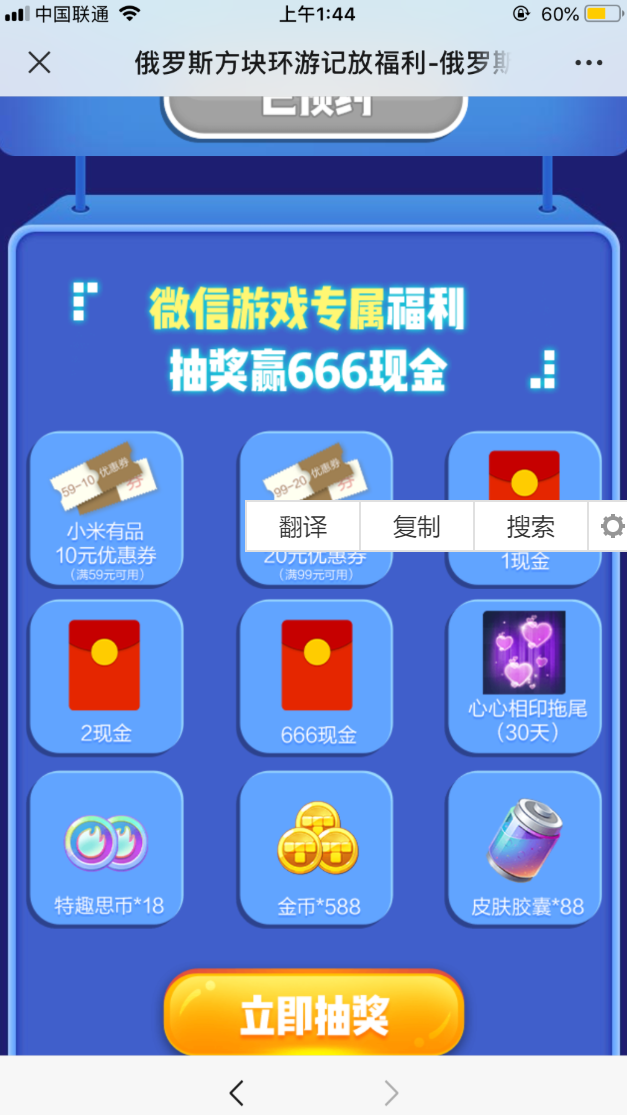 中国联通
上午1:44
60%
俄罗斯方块环游记放福利-俄罗斯
已预约
微信游戏专属福利
抽奖赢666现金
59-10 优惠券
券
99-20 优惠券
券
小米有品
10元优惠券
(满59元可用)
20元优惠券
(满99元可用)
1现金
翻译
复制
搜索
2现金
666现金
心心相印拖尾
(30天)
特趣思币*18
金币*588
皮肤胶囊*88
立即抽奖